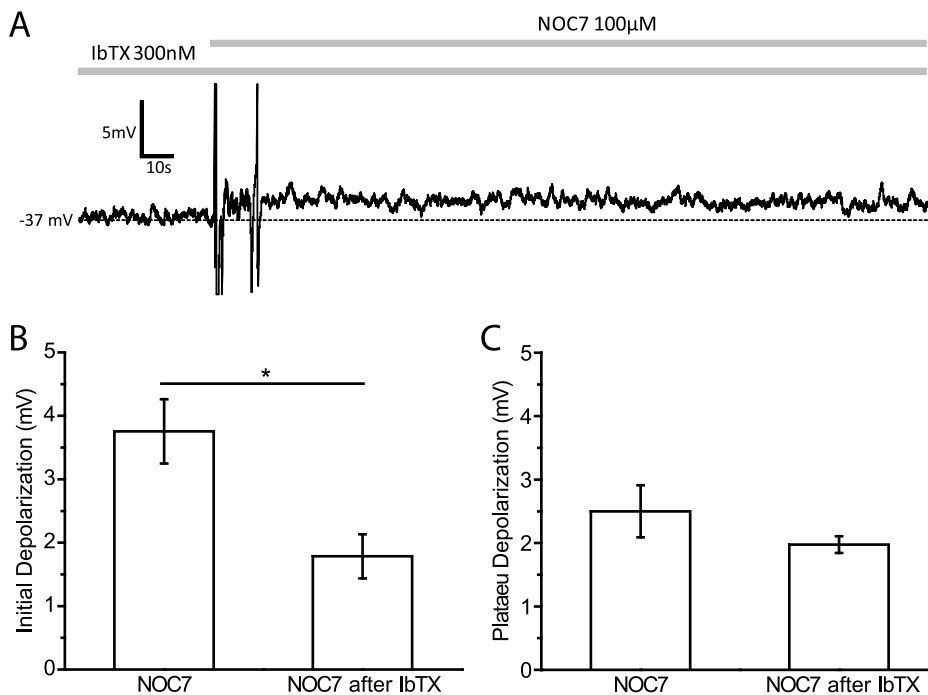 A
NOC7 100µM
IbTX 300nM
5mV
10s
-37 mV
B
Initial Depolarization (mV)
5
4
3
2
1
0
*
NOC7
NOC7 after IbTX
C
Plataeu Depolarization (mV)
5
4
3
2
1
0
NOC7
NOC7 after IbTX